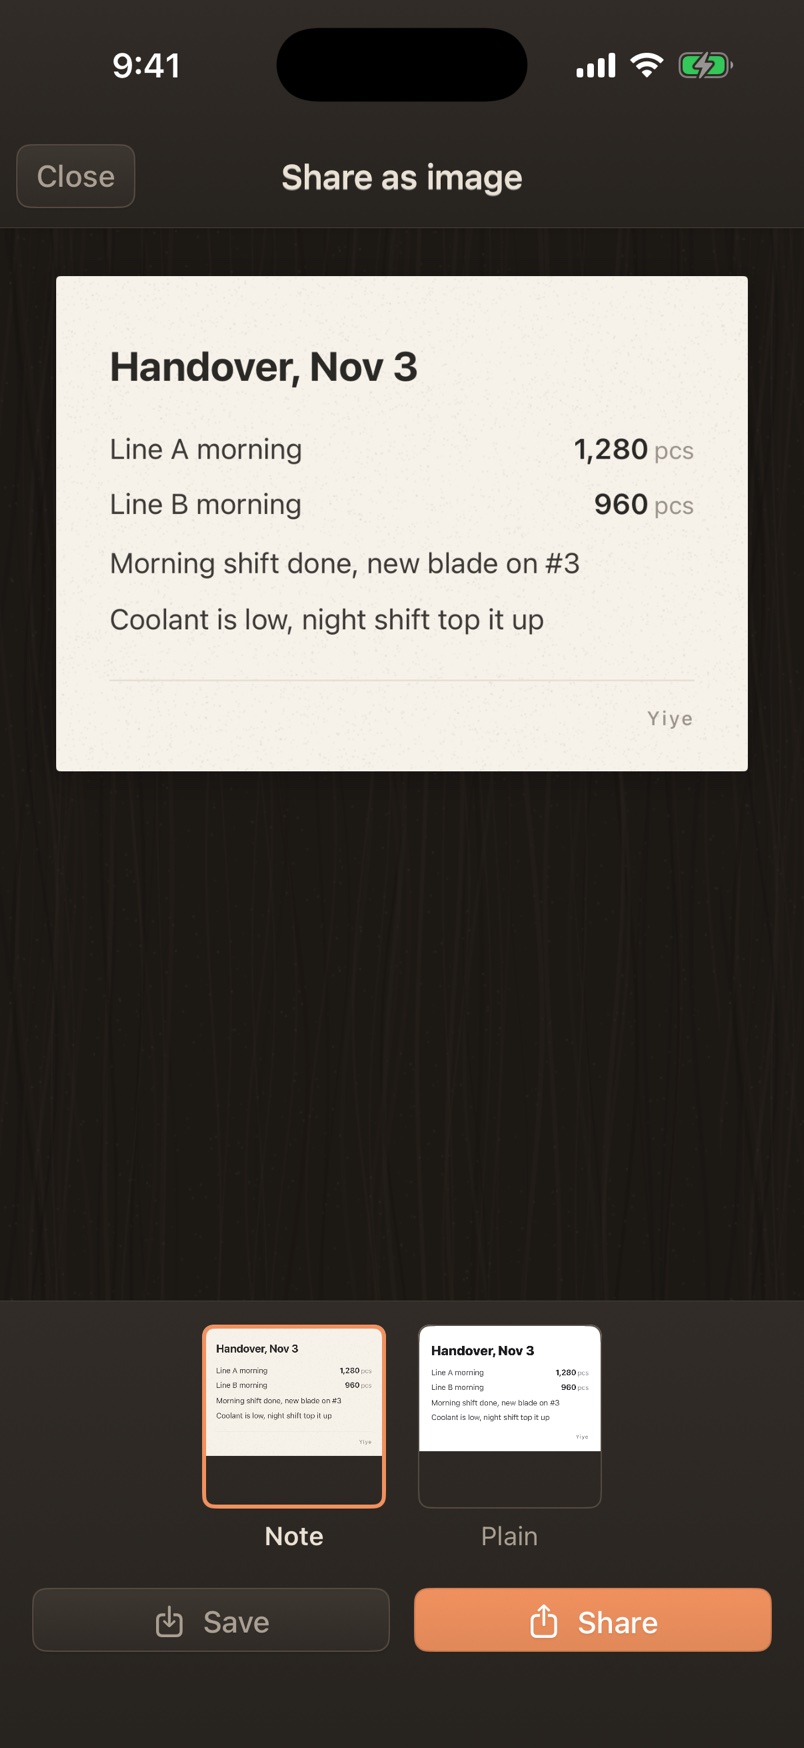 9:41
Close
Share as image
Handover, Nov 3
Line A morning 1,280 pcs
Line B morning 960 pcs
Morning shift done, new blade on #3
Coolant is low, night shift top it up
Yiye
Handover, Nov 3
Line A morning 1,280 pcs
Line B morning 960 pcs
Morning shift done, new blade on #3
Coolant is low, night shift top it up
Yiye
Note
Handover, Nov 3
Line A morning 1,280 pcs
Line B morning 960 pcs
Morning shift done, new blade on #3
Coolant is low, night shift top it up
Yiye
Plain
Save
Share